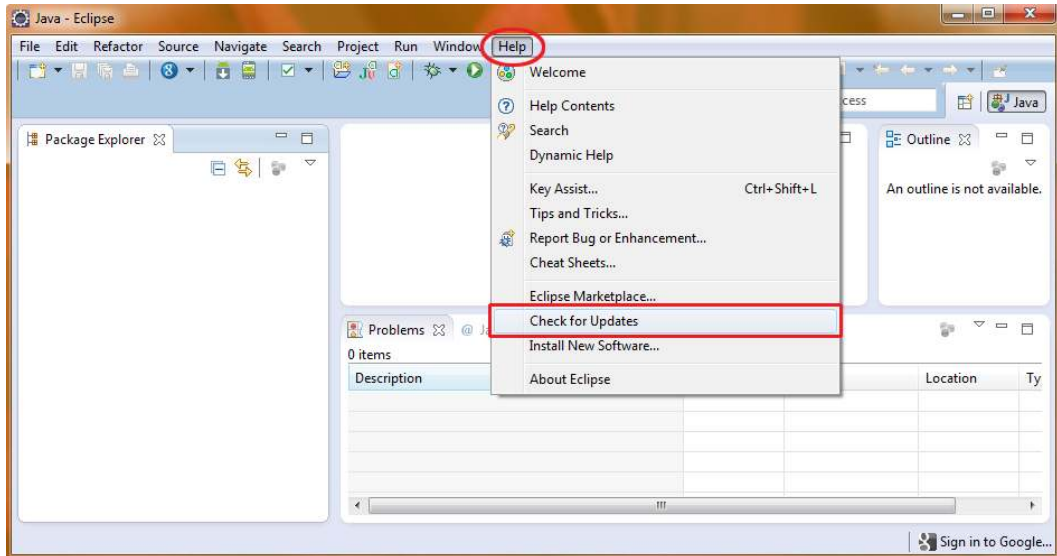 Java - Eclipse
File Edit Refactor Source Navigate Search Project Run Window Help
Welcome
Help Contents
Search
Dynamic Help
Key Assist... Ctrl+Shift+L
Tips and Tricks...
Report Bug or Enhancement...
Cheat Sheets...
Eclipse Marketplace...
Check for Updates
Install New Software...
About Eclipse
cess
Java
Package Explorer
Outline
An outline is not available.
Problems @ Ja
0 items
Description Location Ty
Sign in to Google...